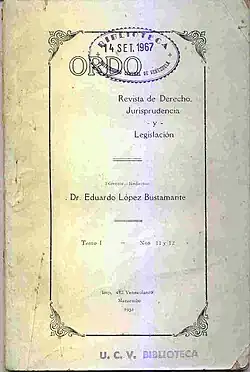 BIBLIOTECA
14 SET. 1967
ORDO
Revista de Derecho,
Jurisprudencia
- y -
Legislación
Dr. Eduardo López Bustamante
Tomo I - Nos 11 y 12
Maracaibo
U. C. V. BIBLIOTECA